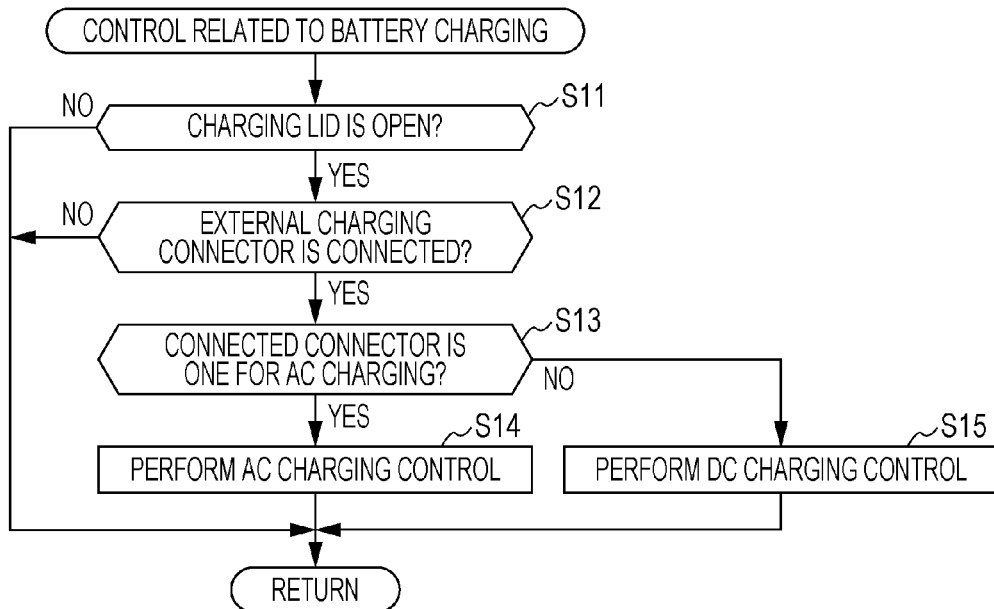 CONTROL RELATED TO BATTERY CHARGING
S11
NO
CHARGING LID IS OPEN?
YES
S12
NO
EXTERNAL CHARGING
CONNECTOR IS CONNECTED?
YES
S13
CONNECTED CONNECTOR IS
ONE FOR AC CHARGING?
NO
YES
S14
S15
PERFORM AC CHARGING CONTROL
PERFORM DC CHARGING CONTROL
RETURN